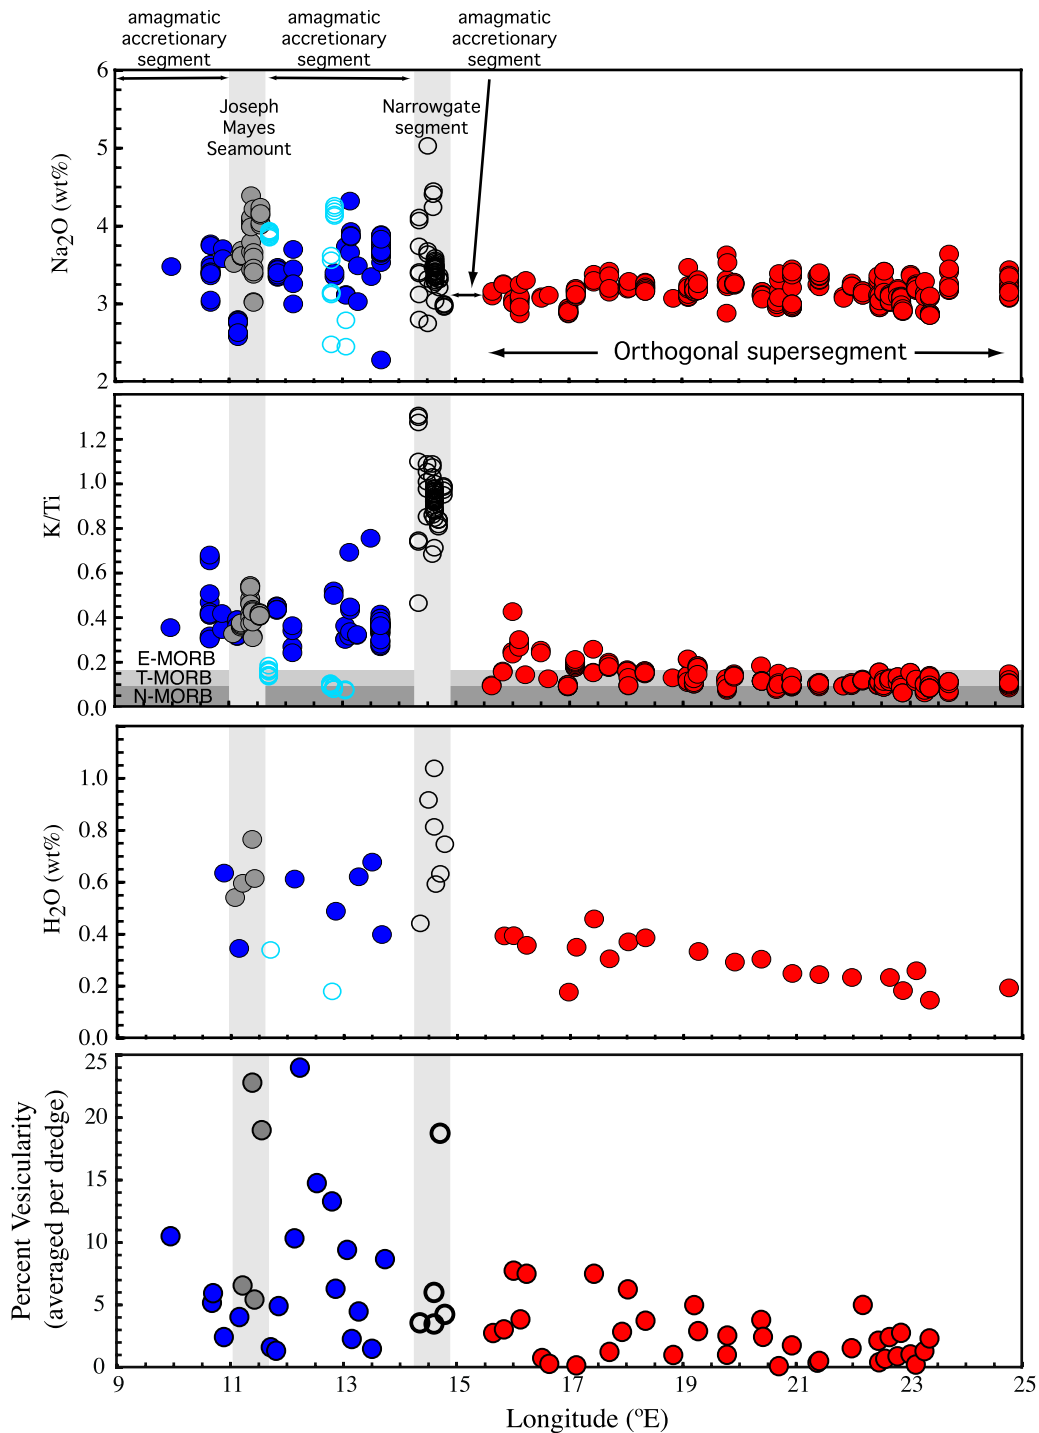 amagmatic
accretionary
segment
amagmatic
accretionary
segment
amagmatic
accretionary
segment
Joseph
Mayes
Seamount
Narrowgate
segment
6
5
4
3
2
Na2O (wt%)
Orthogonal supersegment
1.2
1.0
0.8
0.6
0.4
0.2
0.0
K/Ti
E-MORB
T-MORB
N-MORB
1.0
0.8
0.6
0.4
0.2
0.0
H2O (wt%)
25
20
15
10
5
0
Percent Vesicularity
(averaged per dredge)
9 11 13 15 17 19 21 23 25
Longitude (ºE)